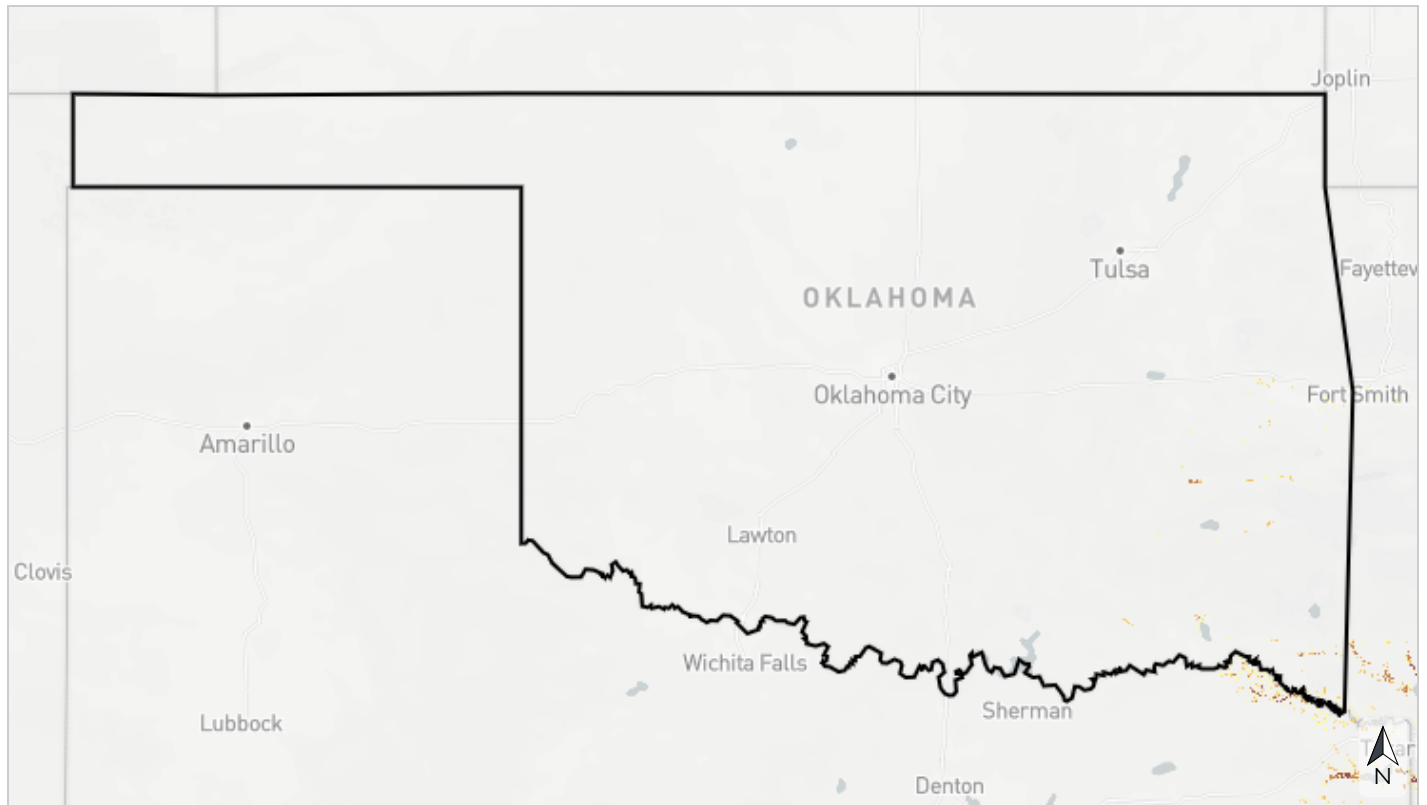 Joplin
Tulsa
Fayettev
OKLAHOMA
Oklahoma City
Fort Smith
Amarillo
Lawton
Clovis
Wichita Falls
Sherman
Lubbock
N
Denton